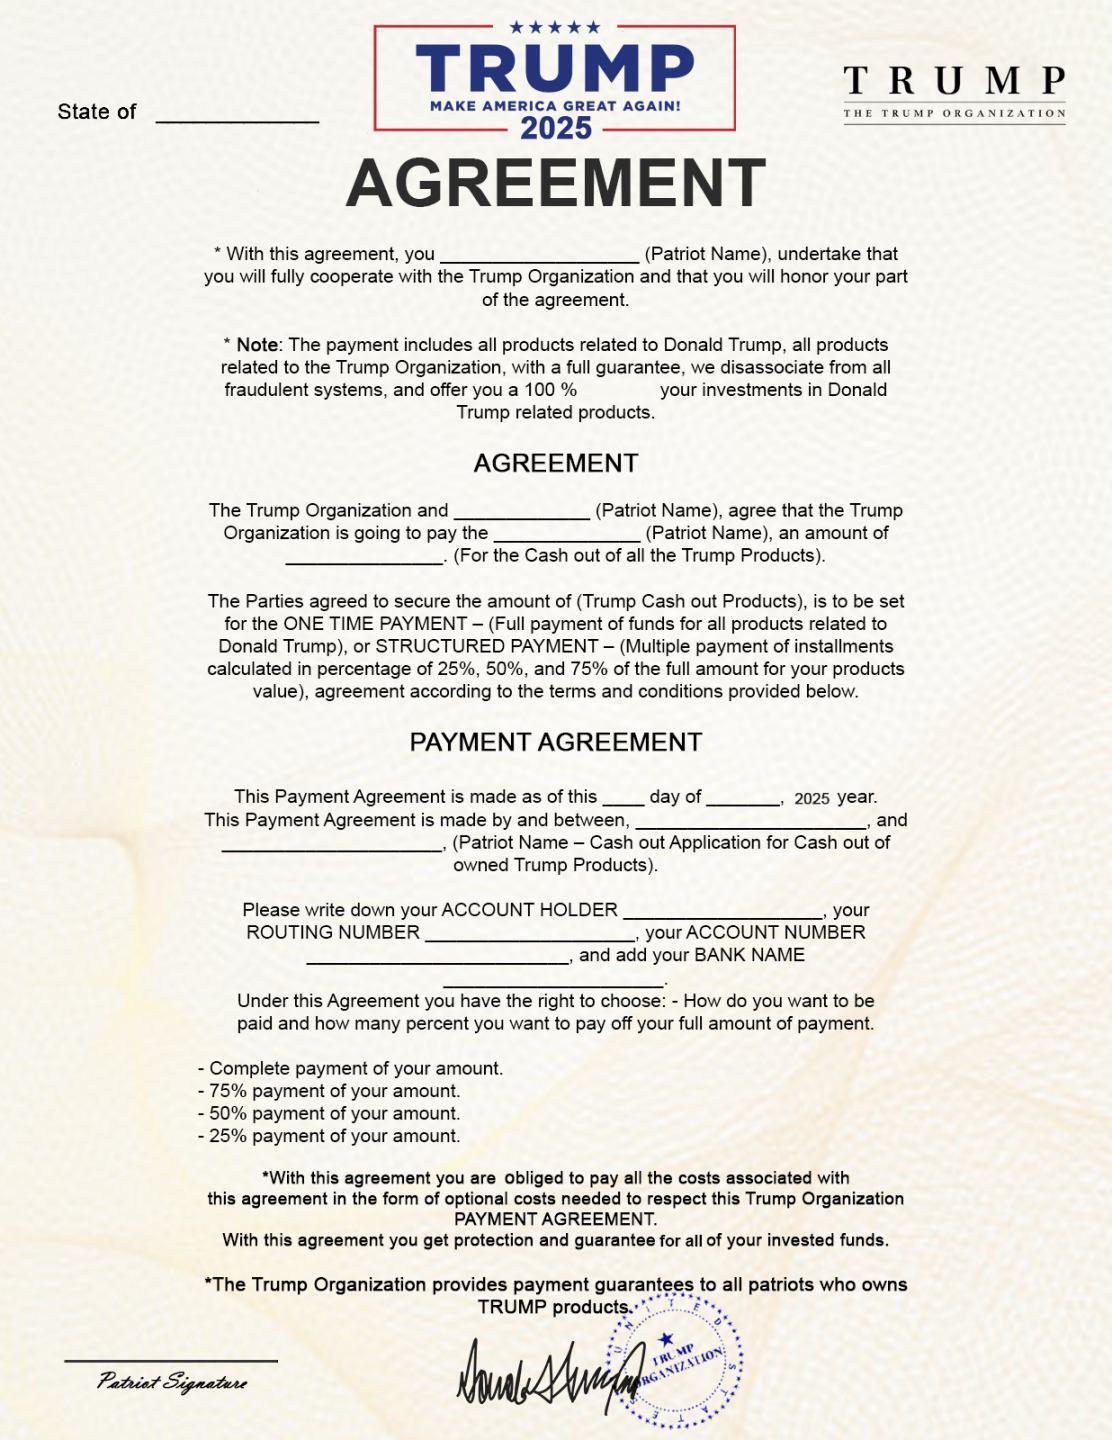 State of _______________
TRUMP
MAKE AMERICA GREAT AGAIN!
2025
TRUMP
THE TRUMP ORGANIZATION
AGREEMENT
* With this agreement, you ___________________ (Patriot Name), undertake that
you will fully cooperate with the Trump Organization and that you will honor your part
of the agreement.
* Note: The payment includes all products related to Donald Trump, all products
related to the Trump Organization, with a full guarantee, we disassociate from all
fraudulent systems, and offer you a 100 % your investments in Donald
Trump related products.
AGREEMENT
The Trump Organization and _____________ (Patriot Name), agree that the Trump
Organization is going to pay the ______________ (Patriot Name), an amount of
_______________. (For the Cash out of all the Trump Products).
The Parties agreed to secure the amount of (Trump Cash out Products), is to be set
for the ONE TIME PAYMENT – (Full payment of funds for all products related to
Donald Trump), or STRUCTURED PAYMENT – (Multiple payment of installments
calculated in percentage of 25%, 50%, and 75% of the full amount for your products
value), agreement according to the terms and conditions provided below.
PAYMENT AGREEMENT
This Payment Agreement is made as of this ____ day of _______, 2025 year.
This Payment Agreement is made by and between, ______________________, and
_____________________, (Patriot Name – Cash out Application for Cash out of
owned Trump Products).
Please write down your ACCOUNT HOLDER ___________________, your
ROUTING NUMBER ____________________, your ACCOUNT NUMBER
_________________________, and add your BANK NAME
_____________________.
Under this Agreement you have the right to choose: - How do you want to be
paid and how many percent you want to pay off your full amount of payment.
- Complete payment of your amount.
- 75% payment of your amount.
- 50% payment of your amount.
- 25% payment of your amount.
*With this agreement you are obliged to pay all the costs associated with
this agreement in the form of optional costs needed to respect this Trump Organization
PAYMENT AGREEMENT.
With this agreement you get protection and guarantee for all of your invested funds.
*The Trump Organization provides payment guarantees to all patriots who owns
TRUMP products.
UNITED STATES
TRUMP
ORGANIZATION
Patriot Signature